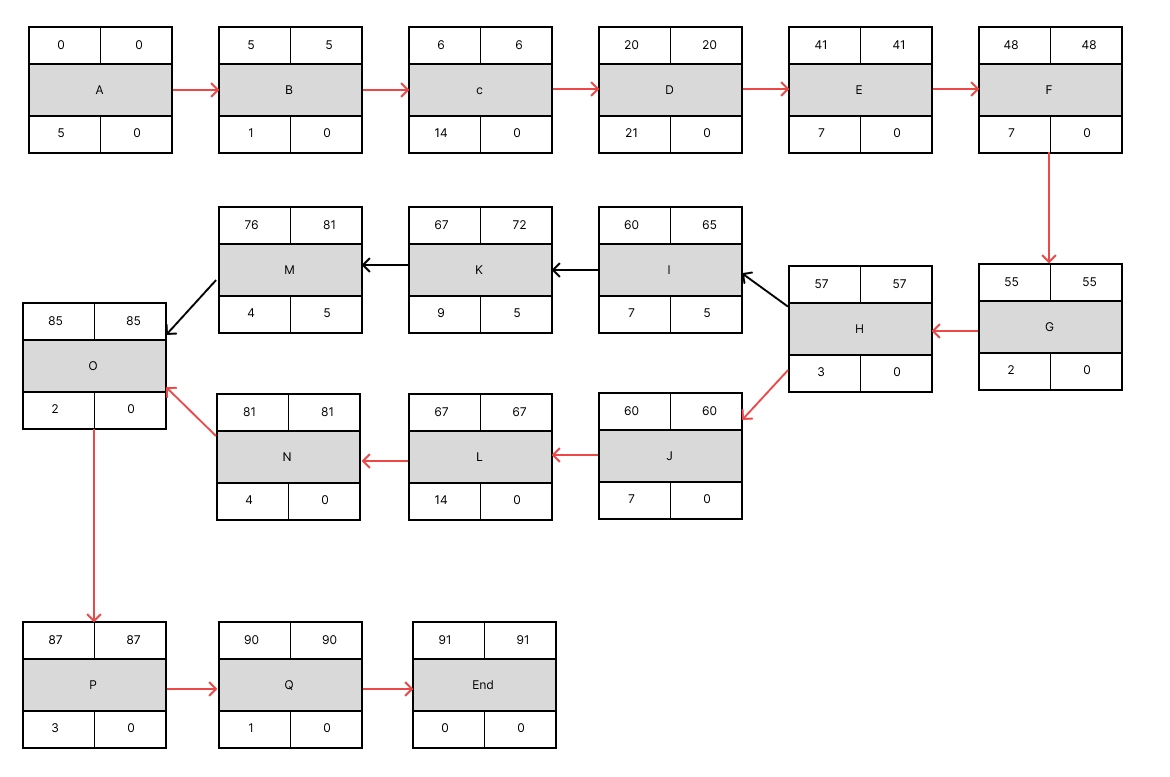 0 0 5 5 6 6 20 20 41 41 48 48
A B c D E F
5 0 1 0 14 0 21 0 7 0 7 0
76 81 67 72 60 65
M K I
4 5 9 5 7 5
57 57
H
3 0
55 55
G
2 0
85 85
O
2 0
81 81 67 67 60 60
N L J
4 0 14 0 7 0
87 87 90 90 91 91
P Q End
3 0 1 0 0 0